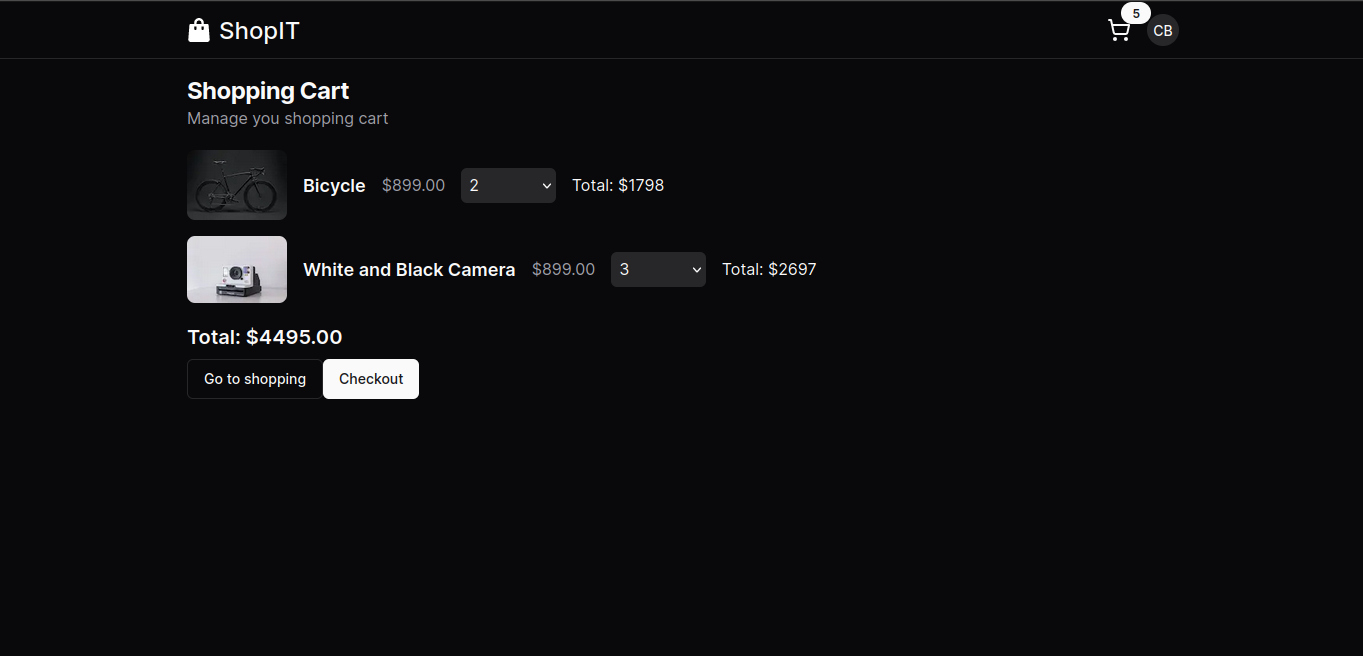 ShopIT
5
CB
Shopping Cart
Manage you shopping cart
Bicycle $899.00 2 Total: $1798
White and Black Camera $899.00 3 Total: $2697
Total: $4495.00
Go to shopping Checkout